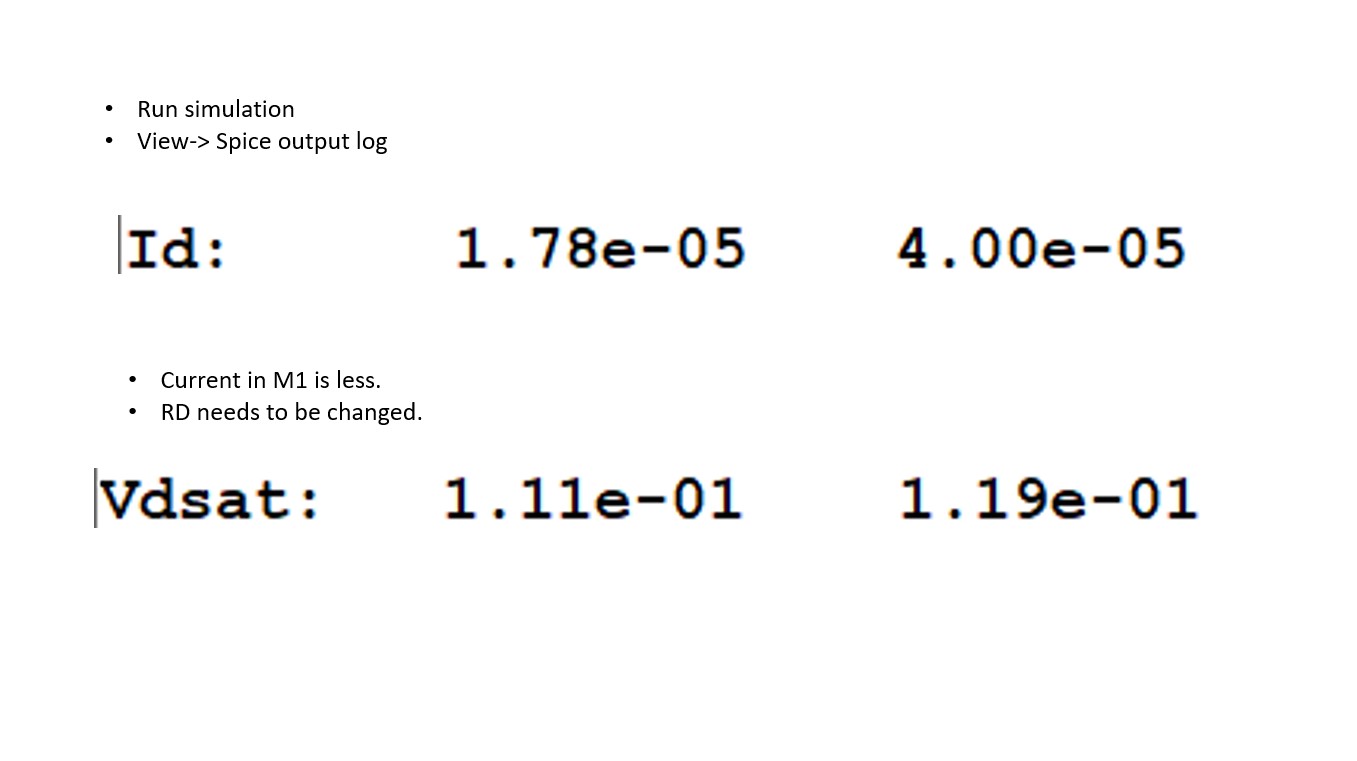 • Run simulation
• View-> Spice output log
Id: 1.78e-05 4.00e-05
• Current in M1 is less.
• RD needs to be changed.
Vdsat: 1.11e-01 1.19e-01